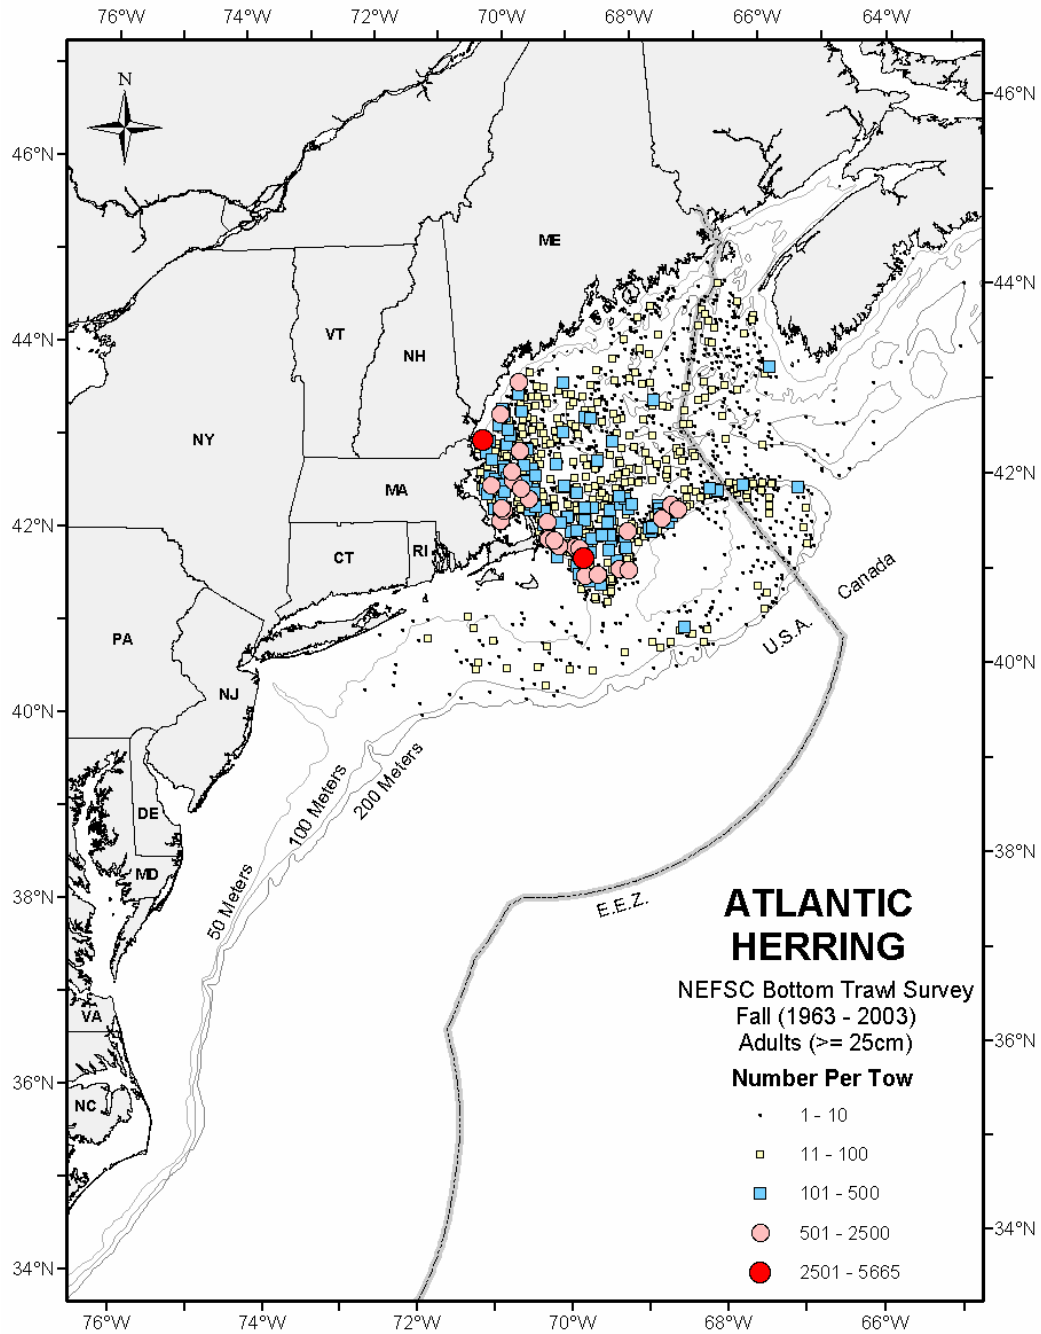 76°W 74°W 72°W 70°W 68°W 66°W 64°W
N
46°N
46°N
ME
44°N
VT
44°N
NH
NY
42°N
MA
42°N
CT
RI
Canada
U.S.A.
PA
40°N
NJ
40°N
200 Meters
100 Meters
DE
38°N
MD
50 Meters
38°N
E.E.Z.
ATLANTIC
HERRING
NEFSC Bottom Trawl Survey
Fall (1963 - 2003)
Adults (>= 25cm)
VA
36°N
36°N
Number Per Tow
NC
1 - 10
11 - 100
101 - 500
501 - 2500
34°N
2501 - 5665
34°N
76°W 74°W 72°W 70°W 68°W 66°W